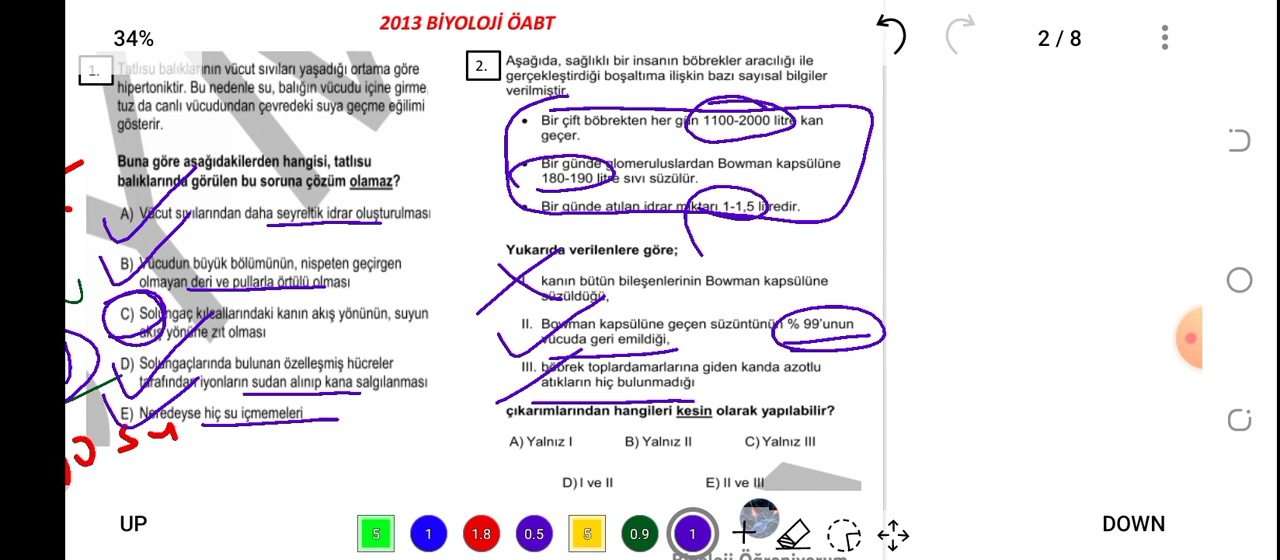 2013 BİYOLOJİ ÖABT
34%
2 / 8
1.
Tatlısu balıklarının vücut sıvıları yaşadığı ortama göre
hipertoniktir. Bu nedenle su, balığın vücudu içine girme
tuz da canlı vücudundan çevredeki suya geçme eğilimi
gösterir.
Buna göre aşağıdakilerden hangisi, tatlısu
balıklarında görülen bu soruna çözüm olamaz?
A) Vücut sıvılarından daha seyreltik idrar oluşturulması
B) Vücudun büyük bölümünün, nispeten geçirgen
olmayan deri ve pullarla örtülü olması
C) Solungaç kılcallarındaki kanın akış yönünün, suyun
akış yönüne zıt olması
D) Solungaçlarında bulunan özelleşmiş hücreler
tarafından iyonların sudan alınıp kana salgılanması
E) Neredeyse hiç su içmemeleri
2.
Aşağıda, sağlıklı bir insanın böbrekler aracılığı ile
gerçekleştirdiği boşaltıma ilişkin bazı sayısal bilgiler
verilmiştir.
• Bir çift böbrekten her gün 1100-2000 litre kan
geçer.
• Bir günde glomeruluslardan Bowman kapsülüne
180-190 litre sıvı süzülür.
• Bir günde atılan idrar miktarı 1-1,5 litredir.
Yukarıda verilenlere göre;
I. kanın bütün bileşenlerinin Bowman kapsülüne
süzüldüğü,
II. Bowman kapsülüne geçen süzüntünün % 99'unun
vücuda geri emildiği,
III. böbrek toplardamarlarına giden kanda azotlu
atıkların hiç bulunmadığı
çıkarımlarından hangileri kesin olarak yapılabilir?
A) Yalnız I B) Yalnız II C) Yalnız III
D) I ve II E) II ve III
UP
5 1 1.8 0.5 5 0.9 1
DOWN
Biyoloji Öğreniyorum